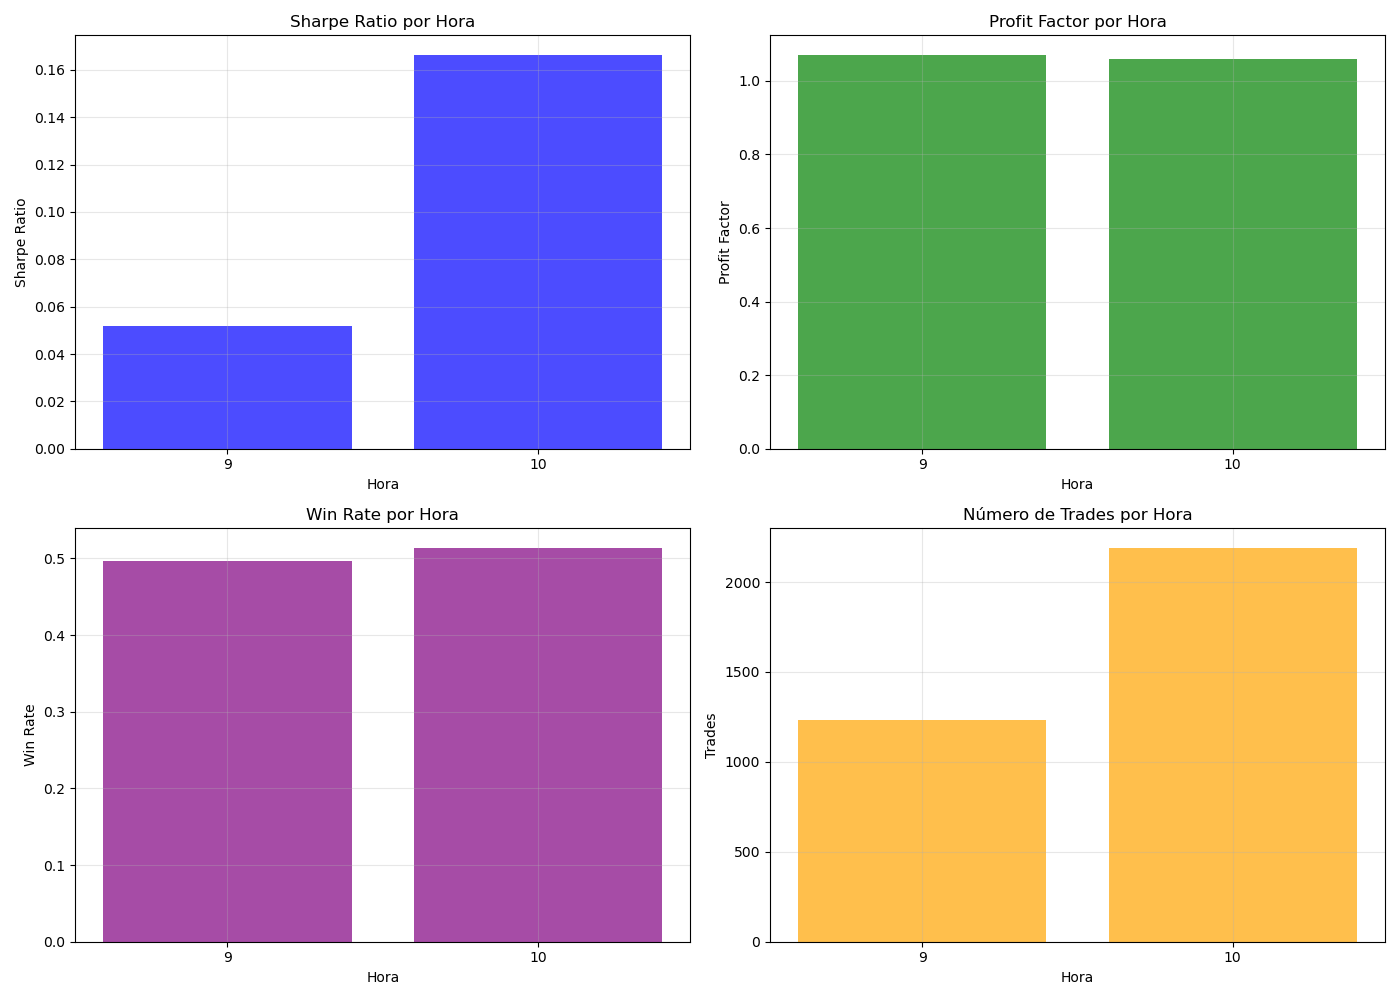 Sharpe Ratio por Hora
Sharpe Ratio
0.16
0.14
0.12
0.10
0.08
0.06
0.04
0.02
0.00
9
10
Hora
Profit Factor por Hora
Profit Factor
1.0
0.8
0.6
0.4
0.2
0.0
9
10
Hora
Win Rate por Hora
Win Rate
0.5
0.4
0.3
0.2
0.1
0.0
9
10
Hora
Número de Trades por Hora
Trades
2000
1500
1000
500
0
9
10
Hora